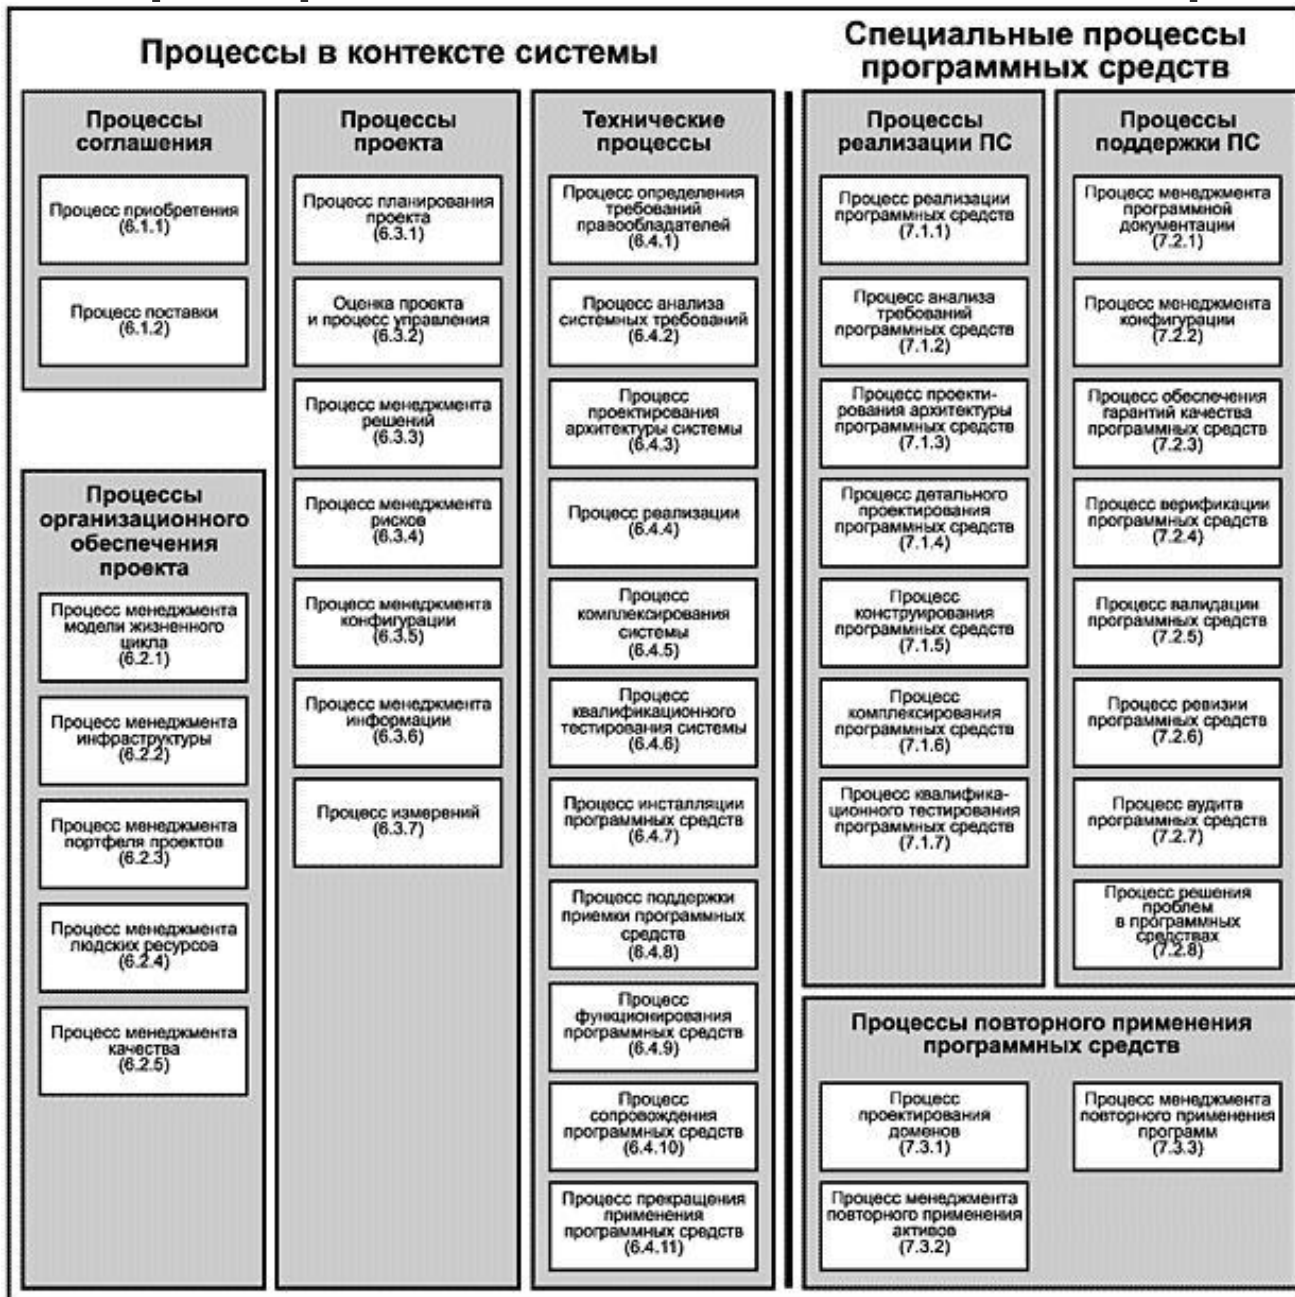 Процессы в контексте системы
Процессы
соглашения
Процесс приобретения
(6.1.1)
Процесс поставки
(6.1.2)
Процессы
организационного
обеспечения
проекта
Процесс менеджмента
модели жизненного
цикла
(6.2.1)
Процесс менеджмента
инфраструктуры
(6.2.2)
Процесс менеджмента
портфеля проектов
(6.2.3)
Процесс менеджмента
людских ресурсов
(6.2.4)
Процесс менеджмента
качества
(6.2.5)
Процессы
проекта
Процесс планирования
проекта
(6.3.1)
Оценка проекта
и процесс управления
(6.3.2)
Процесс менеджмента
решений
(6.3.3)
Процесс менеджмента
рисков
(6.3.4)
Процесс менеджмента
конфигурации
(6.3.5)
Процесс менеджмента
информации
(6.3.6)
Процесс измерений
(6.3.7)
Технические
процессы
Процесс определения
требований
правообладателей
(6.4.1)
Процесс анализа
системных требований
(6.4.2)
Процесс
проектирования
архитектуры системы
(6.4.3)
Процесс реализации
(6.4.4)
Процесс
комплексирования
системы
(6.4.5)
Процесс
квалификационного
тестирования системы
(6.4.6)
Процесс инсталляции
программных средств
(6.4.7)
Процесс поддержки
приемки программных
средств
(6.4.8)
Процесс
функционирования
программных средств
(6.4.9)
Процесс
сопровождения
программных средств
(6.4.10)
Процесс прекращения
применения
программных средств
(6.4.11)
Специальные процессы
программных средств
Процессы
реализации ПС
Процесс реализации
программных средств
(7.1.1)
Процесс анализа
требований
программных средств
(7.1.2)
Процесс проекти-
рования архитектуры
программных средств
(7.1.3)
Процесс детального
проектирования
программных средств
(7.1.4)
Процесс
конструирования
программных средств
(7.1.5)
Процесс
комплексирования
программных средств
(7.1.6)
Процесс квалифика-
ционного тестирования
программных средств
(7.1.7)
Процессы
поддержки ПС
Процесс менеджмента
программной
документации
(7.2.1)
Процесс менеджмента
конфигурации
(7.2.2)
Процесс обеспечения
гарантий качества
программных средств
(7.2.3)
Процесс верификации
программных средств
(7.2.4)
Процесс валидации
программных средств
(7.2.5)
Процесс ревизии
программных средств
(7.2.6)
Процесс аудита
программных средств
(7.2.7)
Процесс решения
проблем
в программных
средствах
(7.2.8)
Процессы повторного применения
программных средств
Процесс
проектирования
доменов
(7.3.1)
Процесс менеджмента
повторного применения
активов
(7.3.2)
Процесс менеджмента
повторного применения
программ
(7.3.3)